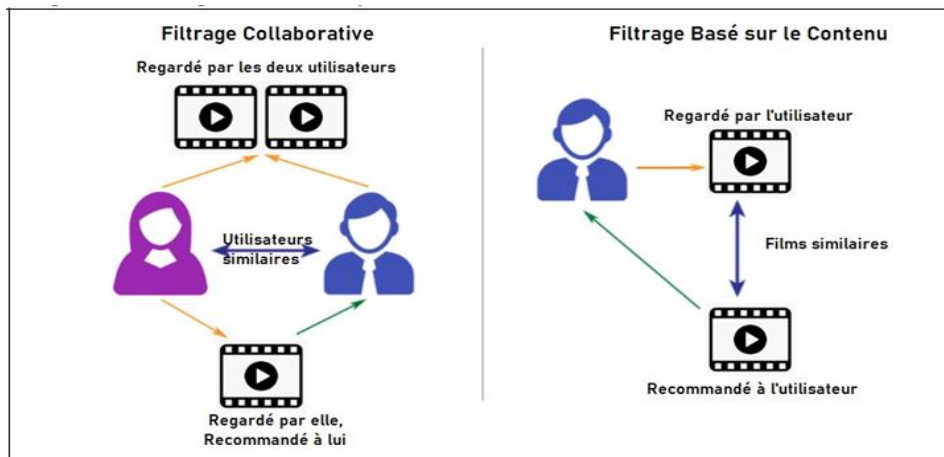 Filtrage Collaborative
Regardé par les deux utilisateurs
Utilisateurs
similaires
Regardé par elle,
Recommandé à lui
Filtrage Basé sur le Contenu
Regardé par l'utilisateur
Films similaires
Recommandé à l'utilisateur